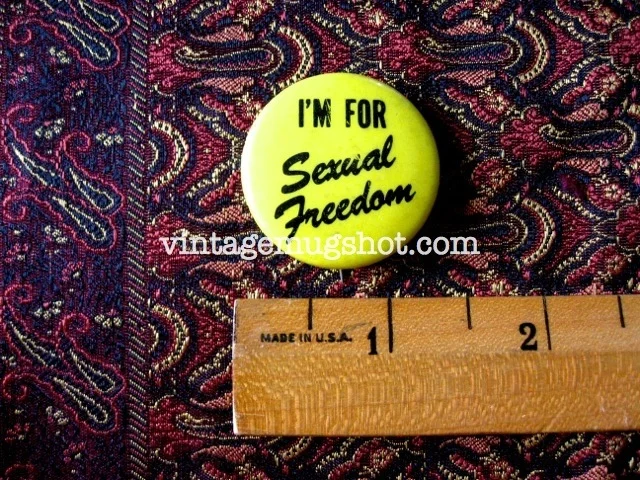 I'M FOR
Sexual
Freedom
vintagemugshot.com
MADE IN U.S.A. 1 2